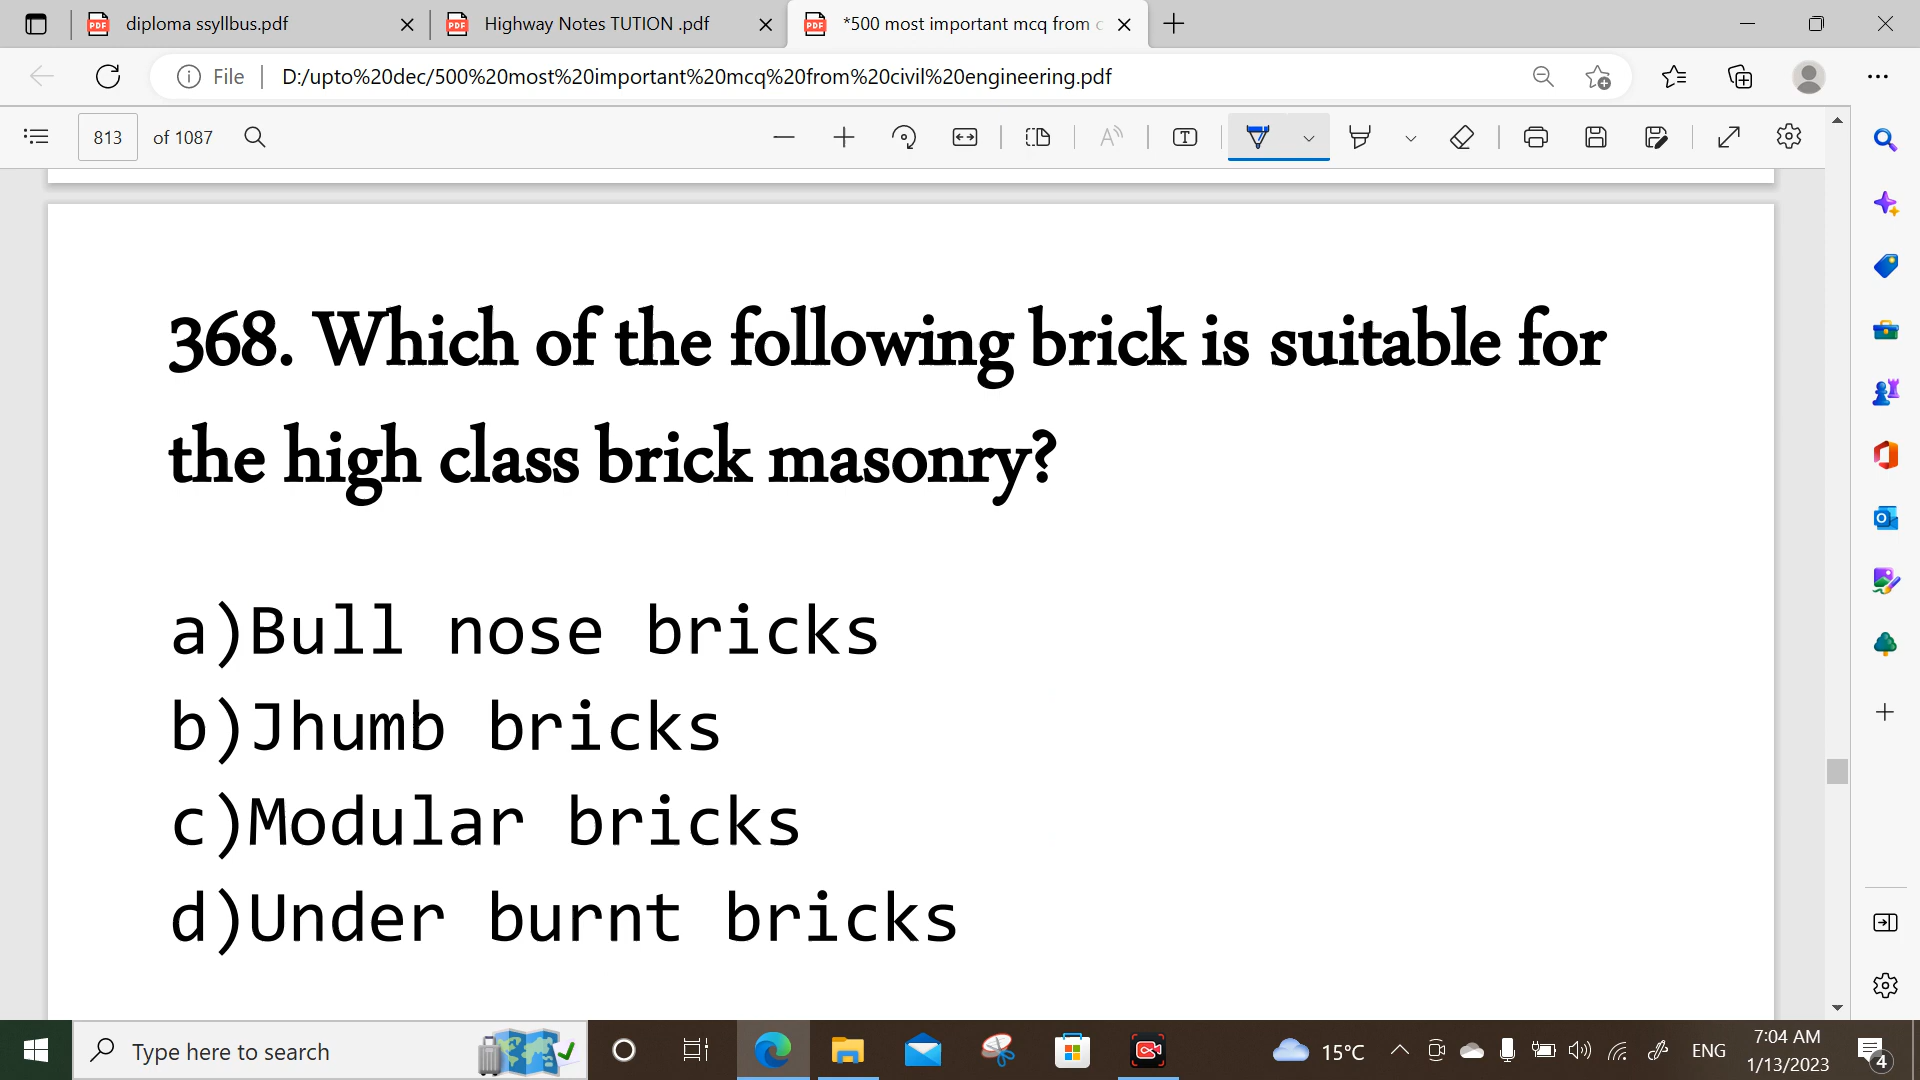 diploma ssyllbus.pdf
Highway Notes TUTION .pdf
*500 most important mcq from c
File
D:/upto%20dec/500%20most%20important%20mcq%20from%20civil%20engineering.pdf
813 of 1087
368. Which of the following brick is suitable for
the high class brick masonry?
a)Bull nose bricks
b)Jhumb bricks
c)Modular bricks
d)Under burnt bricks
Type here to search
15°C
ENG
7:04 AM
1/13/2023
4